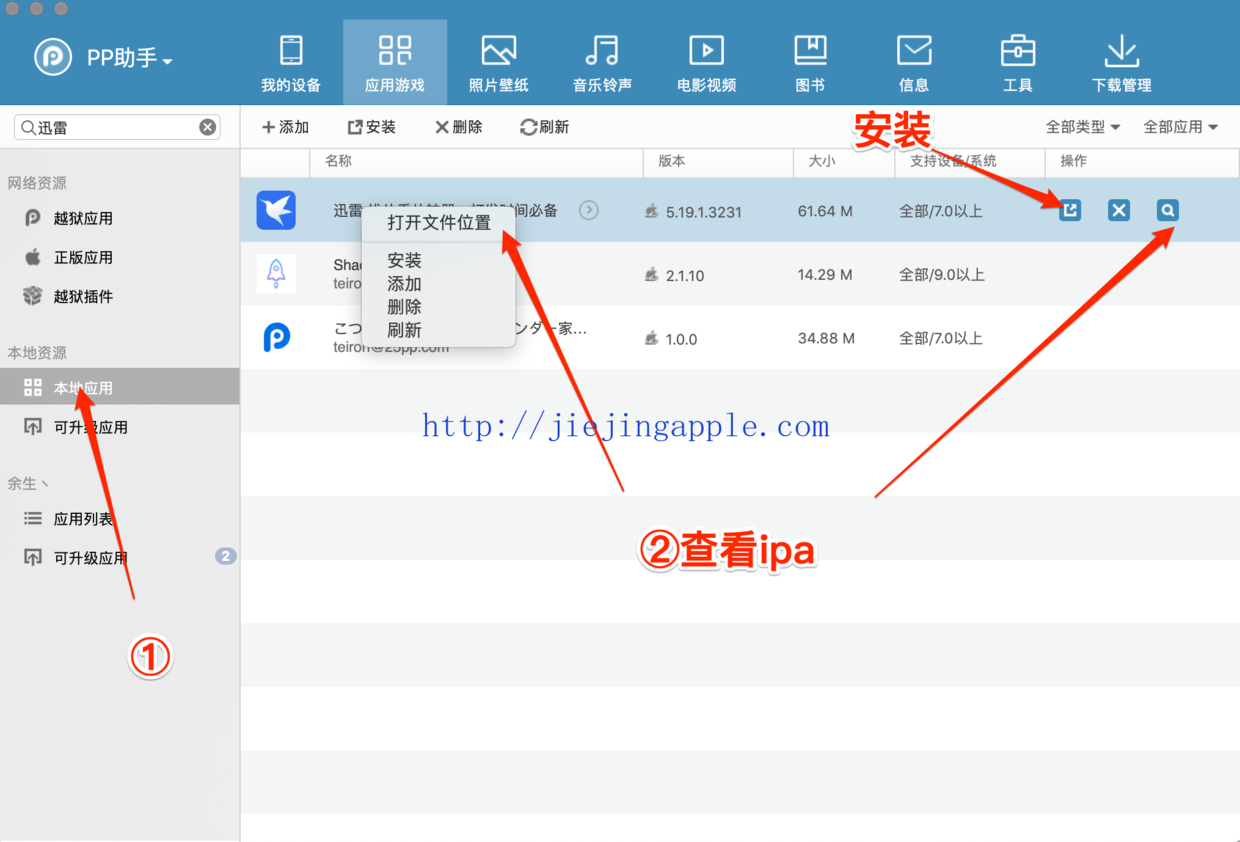 PP助手
我的设备
应用游戏
照片壁纸
音乐铃声
电影视频
图书
信息
工具
下载管理
迅雷
添加
安装
删除
刷新
安装
全部类型
全部应用
名称
版本
大小
支持设备/系统
操作
网络资源
越狱应用
正版应用
越狱插件
本地资源
本地应用
可升级应用
余生丶
应用列表
可升级应用
2
迅雷
间必备
5.19.1.3231
61.64 M
全部/7.0以上
打开文件位置
安装
添加
删除
刷新
Shad
teiro
2.1.10
14.29 M
全部/9.0以上
こつ
ンダー家...
teiron@25pp.com
1.0.0
34.88 M
全部/7.0以上
http://jiejingapple.com
②查看ipa
①